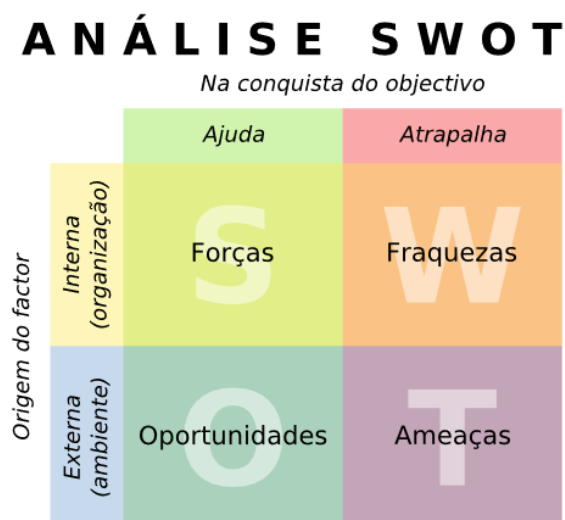 ANÁLISE SWOT
Na conquista do objectivo
Ajuda
Atrapalha
Origem do factor
Interna
(organização)
S
Forças
W
Fraquezas
Externa
(ambiente)
O
Oportunidades
T
Ameaças